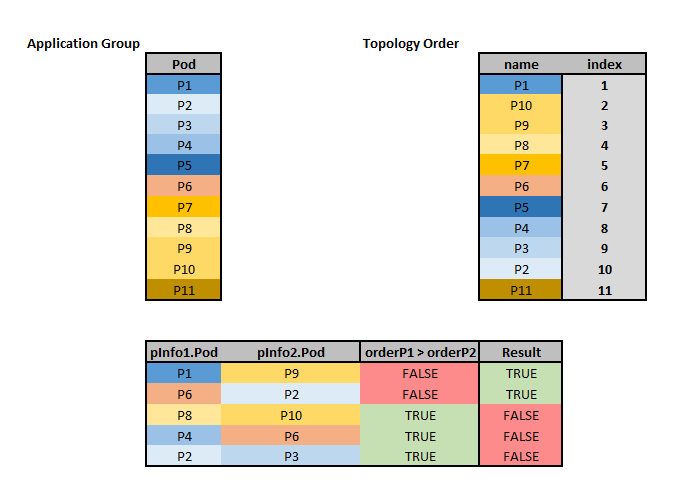 Application Group
Pod
P1
P2
P3
P4
P5
P6
P7
P8
P9
P10
P11
Topology Order
name index
P1 1
P10 2
P9 3
P8 4
P7 5
P6 6
P5 7
P4 8
P3 9
P2 10
P11 11
pInfo1.Pod pInfo2.Pod orderP1 > orderP2 Result
P1 P9 FALSE TRUE
P6 P2 FALSE TRUE
P8 P10 TRUE FALSE
P4 P6 TRUE FALSE
P2 P3 TRUE FALSE